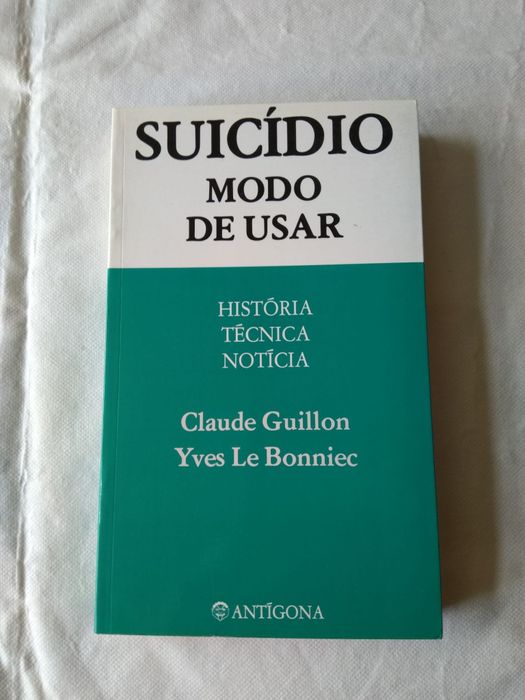 SUICÍDIO
MODO
DE USAR
HISTÓRIA
TÉCNICA
NOTÍCIA
Claude Guillon
Yves Le Bonniec
ANTÍGONA